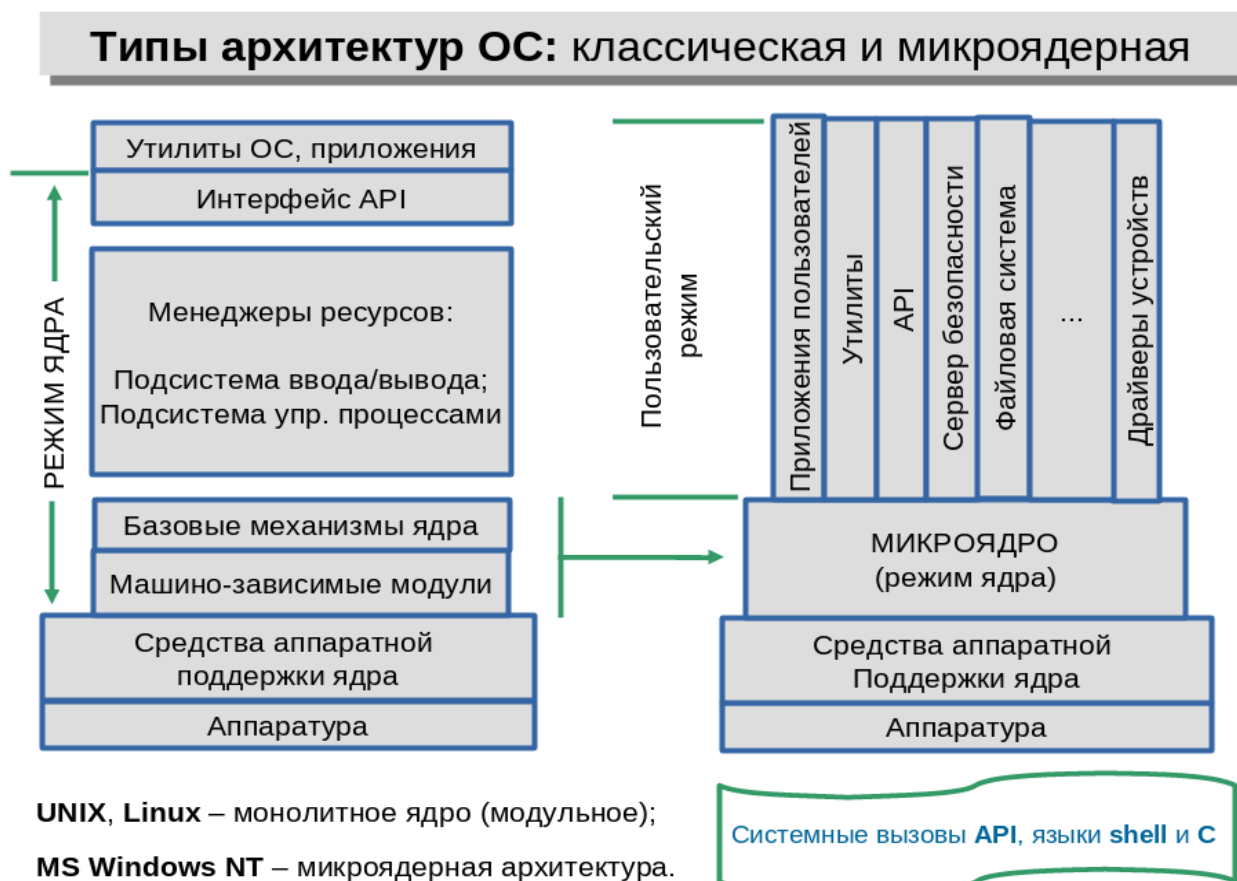 Типы архитектур ОС: классическая и микроядерная
Утилиты ОС, приложения
Интерфейс API
РЕЖИМ ЯДРА
Менеджеры ресурсов:
Подсистема ввода/вывода;
Подсистема упр. процессами
Базовые механизмы ядра
Машино-зависимые модули
Средства аппаратной
поддержки ядра
Аппаратура
Пользовательский
режим
Приложения пользователей
Утилиты
API
Сервер безопасности
Файловая система
...
Драйверы устройств
МИКРОЯДРО
(режим ядра)
Средства аппаратной
Поддержки ядра
Аппаратура
UNIX, Linux – монолитное ядро (модульное);
MS Windows NT – микроядерная архитектура.
Системные вызовы API, языки shell и C